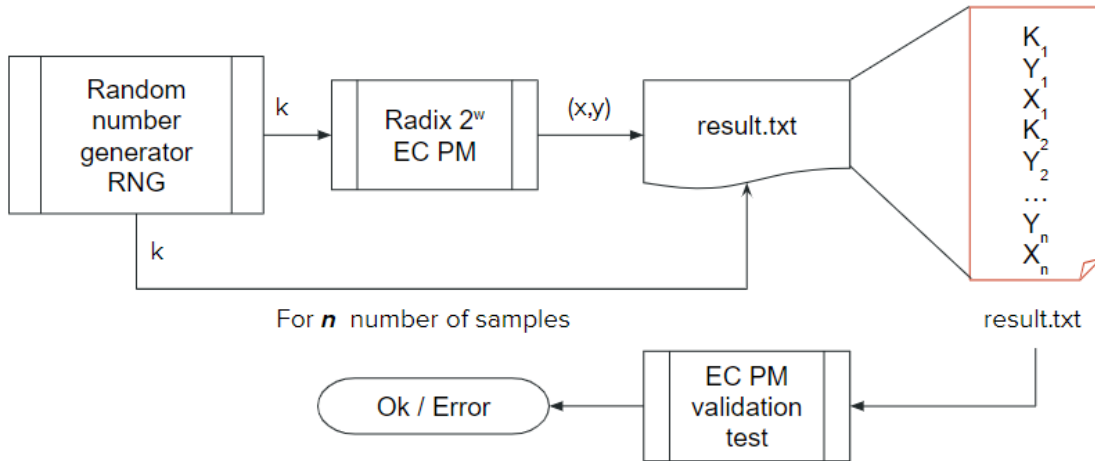 Random
number
generator
RNG
k
Radix 2ʷ
EC PM
(x,y)
result.txt
K₁
Y₁
X₁
K₂
Y₂
...
Yₙ
Xₙ
k
For n number of samples
result.txt
EC PM
validation
test
Ok / Error